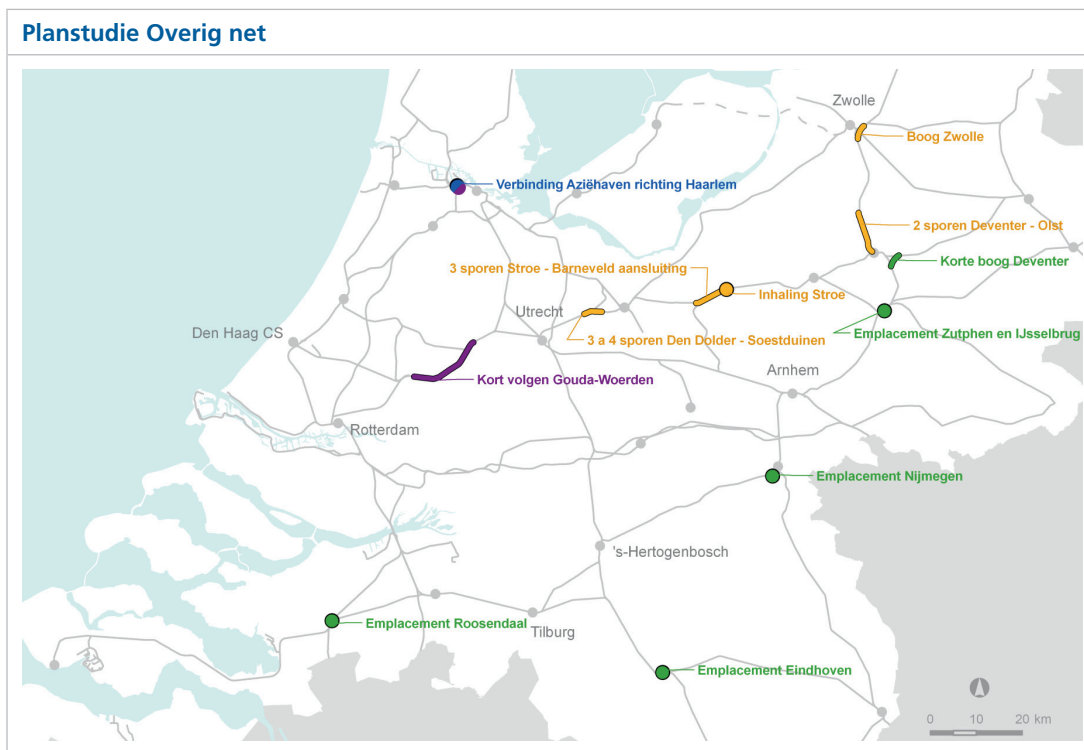 Planstudie Overig net
Zwolle
Boog Zwolle
Verbinding Aziëhaven richting Haarlem
2 sporen Deventer - Olst
Korte boog Deventer
3 sporen Stroe - Barneveld aansluiting
Inhaling Stroe
Utrecht
Emplacement Zutphen en IJsselbrug
Den Haag CS
3 a 4 sporen Den Dolder - Soestduinen
Arnhem
Kort volgen Gouda-Woerden
Rotterdam
Emplacement Nijmegen
's-Hertogenbosch
Emplacement Roosendaal
Tilburg
Emplacement Eindhoven
0 10 20 km